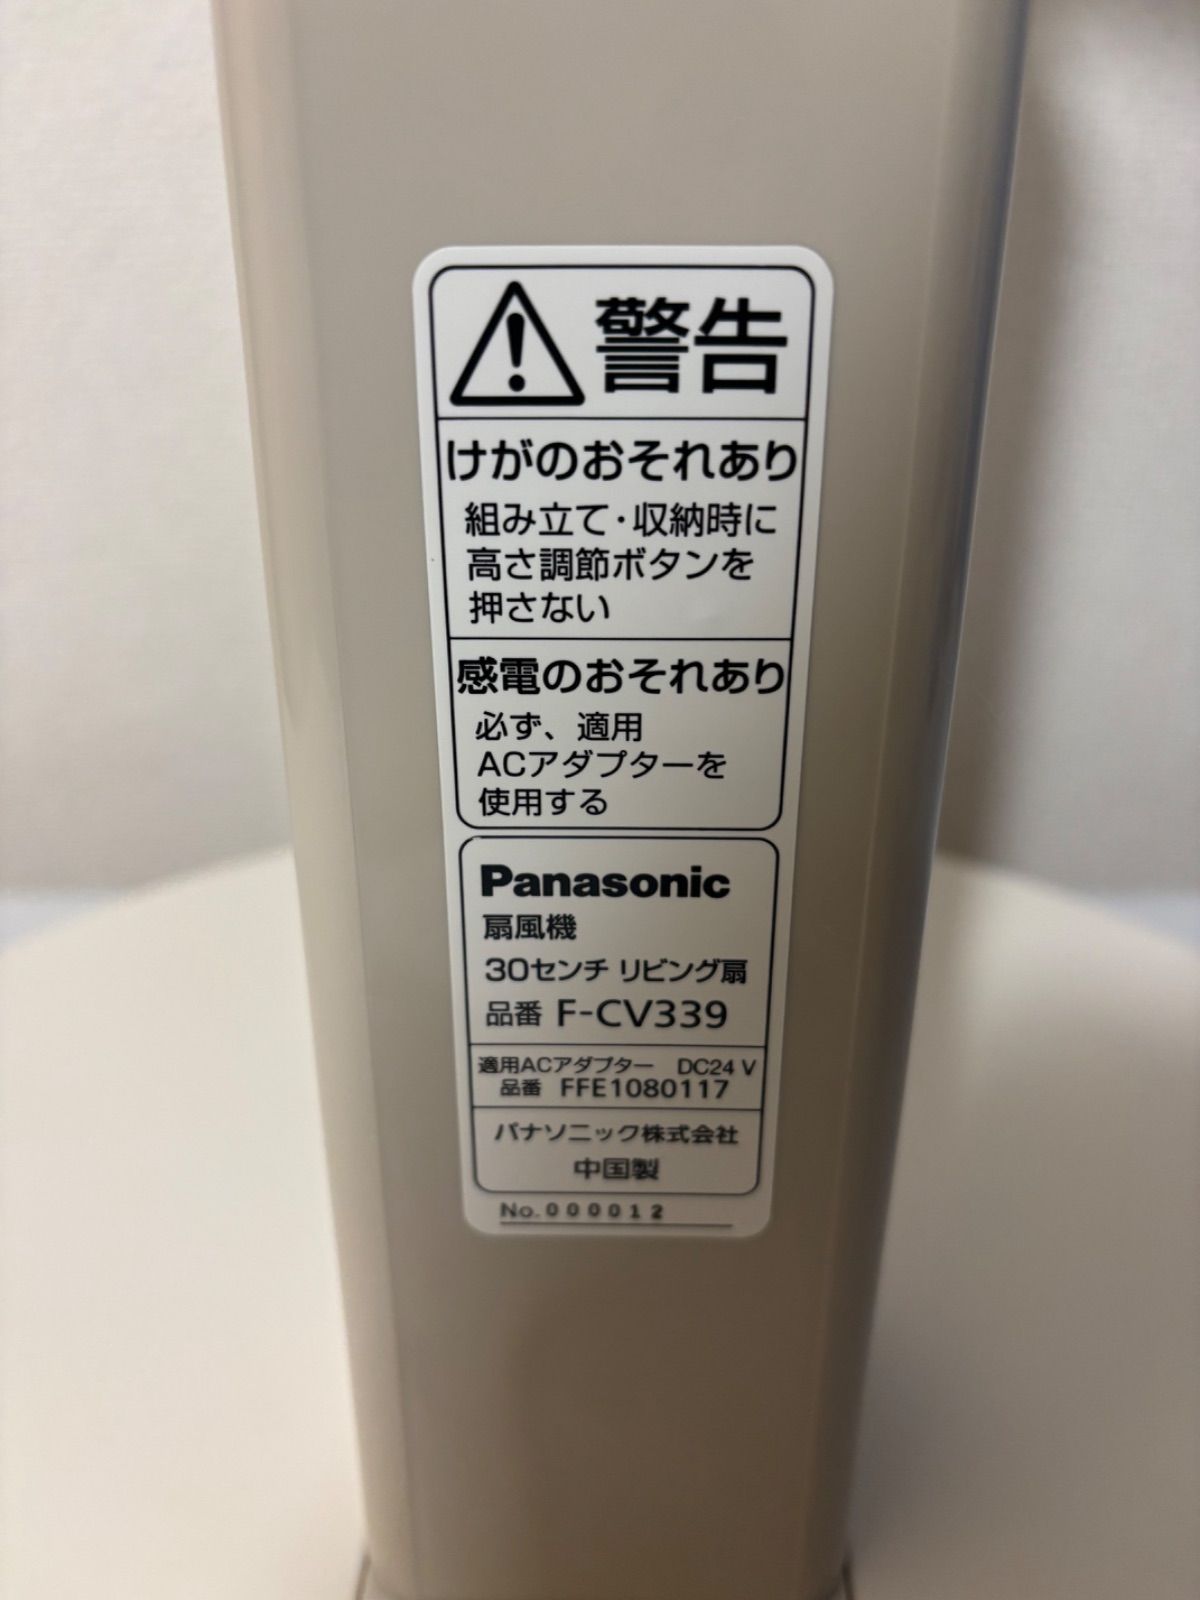 警告
けがのおそれあり
組み立て・収納時に
高さ調節ボタンを
押さない
感電のおそれあり
必ず、適用
ACアダプターを
使用する
Panasonic
扇風機
30センチ リビング扇
品番 F-CV339
適用ACアダプター DC24 V
品番 FFE1080117
パナソニック株式会社
中国製
No.000012